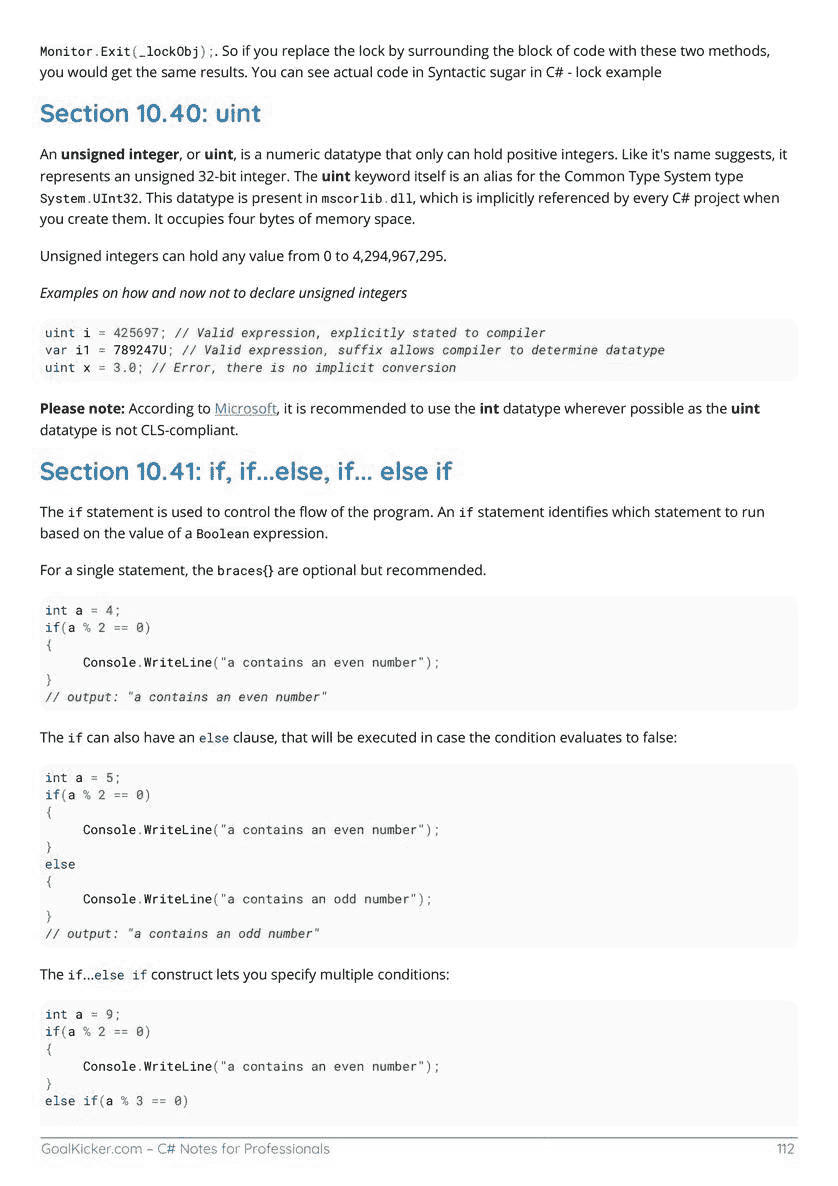 Monitor.Exit(_lockObj);. So if you replace the lock by surrounding the block of code with these two methods,
you would get the same results. You can see actual code in Syntactic sugar in C# - lock example
Section 10.40: uint
An unsigned integer, or uint, is a numeric datatype that only can hold positive integers. Like it's name suggests, it
represents an unsigned 32-bit integer. The uint keyword itself is an alias for the Common Type System type
System.UInt32. This datatype is present in mscorlib.dll, which is implicitly referenced by every C# project when
you create them. It occupies four bytes of memory space.
Unsigned integers can hold any value from 0 to 4,294,967,295.
Examples on how and now not to declare unsigned integers
uint i = 425697; // Valid expression, explicitly stated to compiler
var i1 = 789247U; // Valid expression, suffix allows compiler to determine datatype
uint x = 3.0; // Error, there is no implicit conversion
Please note: According to Microsoft, it is recommended to use the int datatype wherever possible as the uint
datatype is not CLS-compliant.
Section 10.41: if, if...else, if... else if
The if statement is used to control the flow of the program. An if statement identifies which statement to run
based on the value of a Boolean expression.
For a single statement, the braces{} are optional but recommended.
int a = 4;
if(a % 2 == 0)
{
     Console.WriteLine("a contains an even number");
}
// output: "a contains an even number"
The if can also have an else clause, that will be executed in case the condition evaluates to false:
int a = 5;
if(a % 2 == 0)
{
     Console.WriteLine("a contains an even number");
}
else
{
     Console.WriteLine("a contains an odd number");
}
// output: "a contains an odd number"
The if...else if construct lets you specify multiple conditions:
int a = 9;
if(a % 2 == 0)
{
     Console.WriteLine("a contains an even number");
}
else if(a % 3 == 0)
GoalKicker.com – C# Notes for Professionals 112